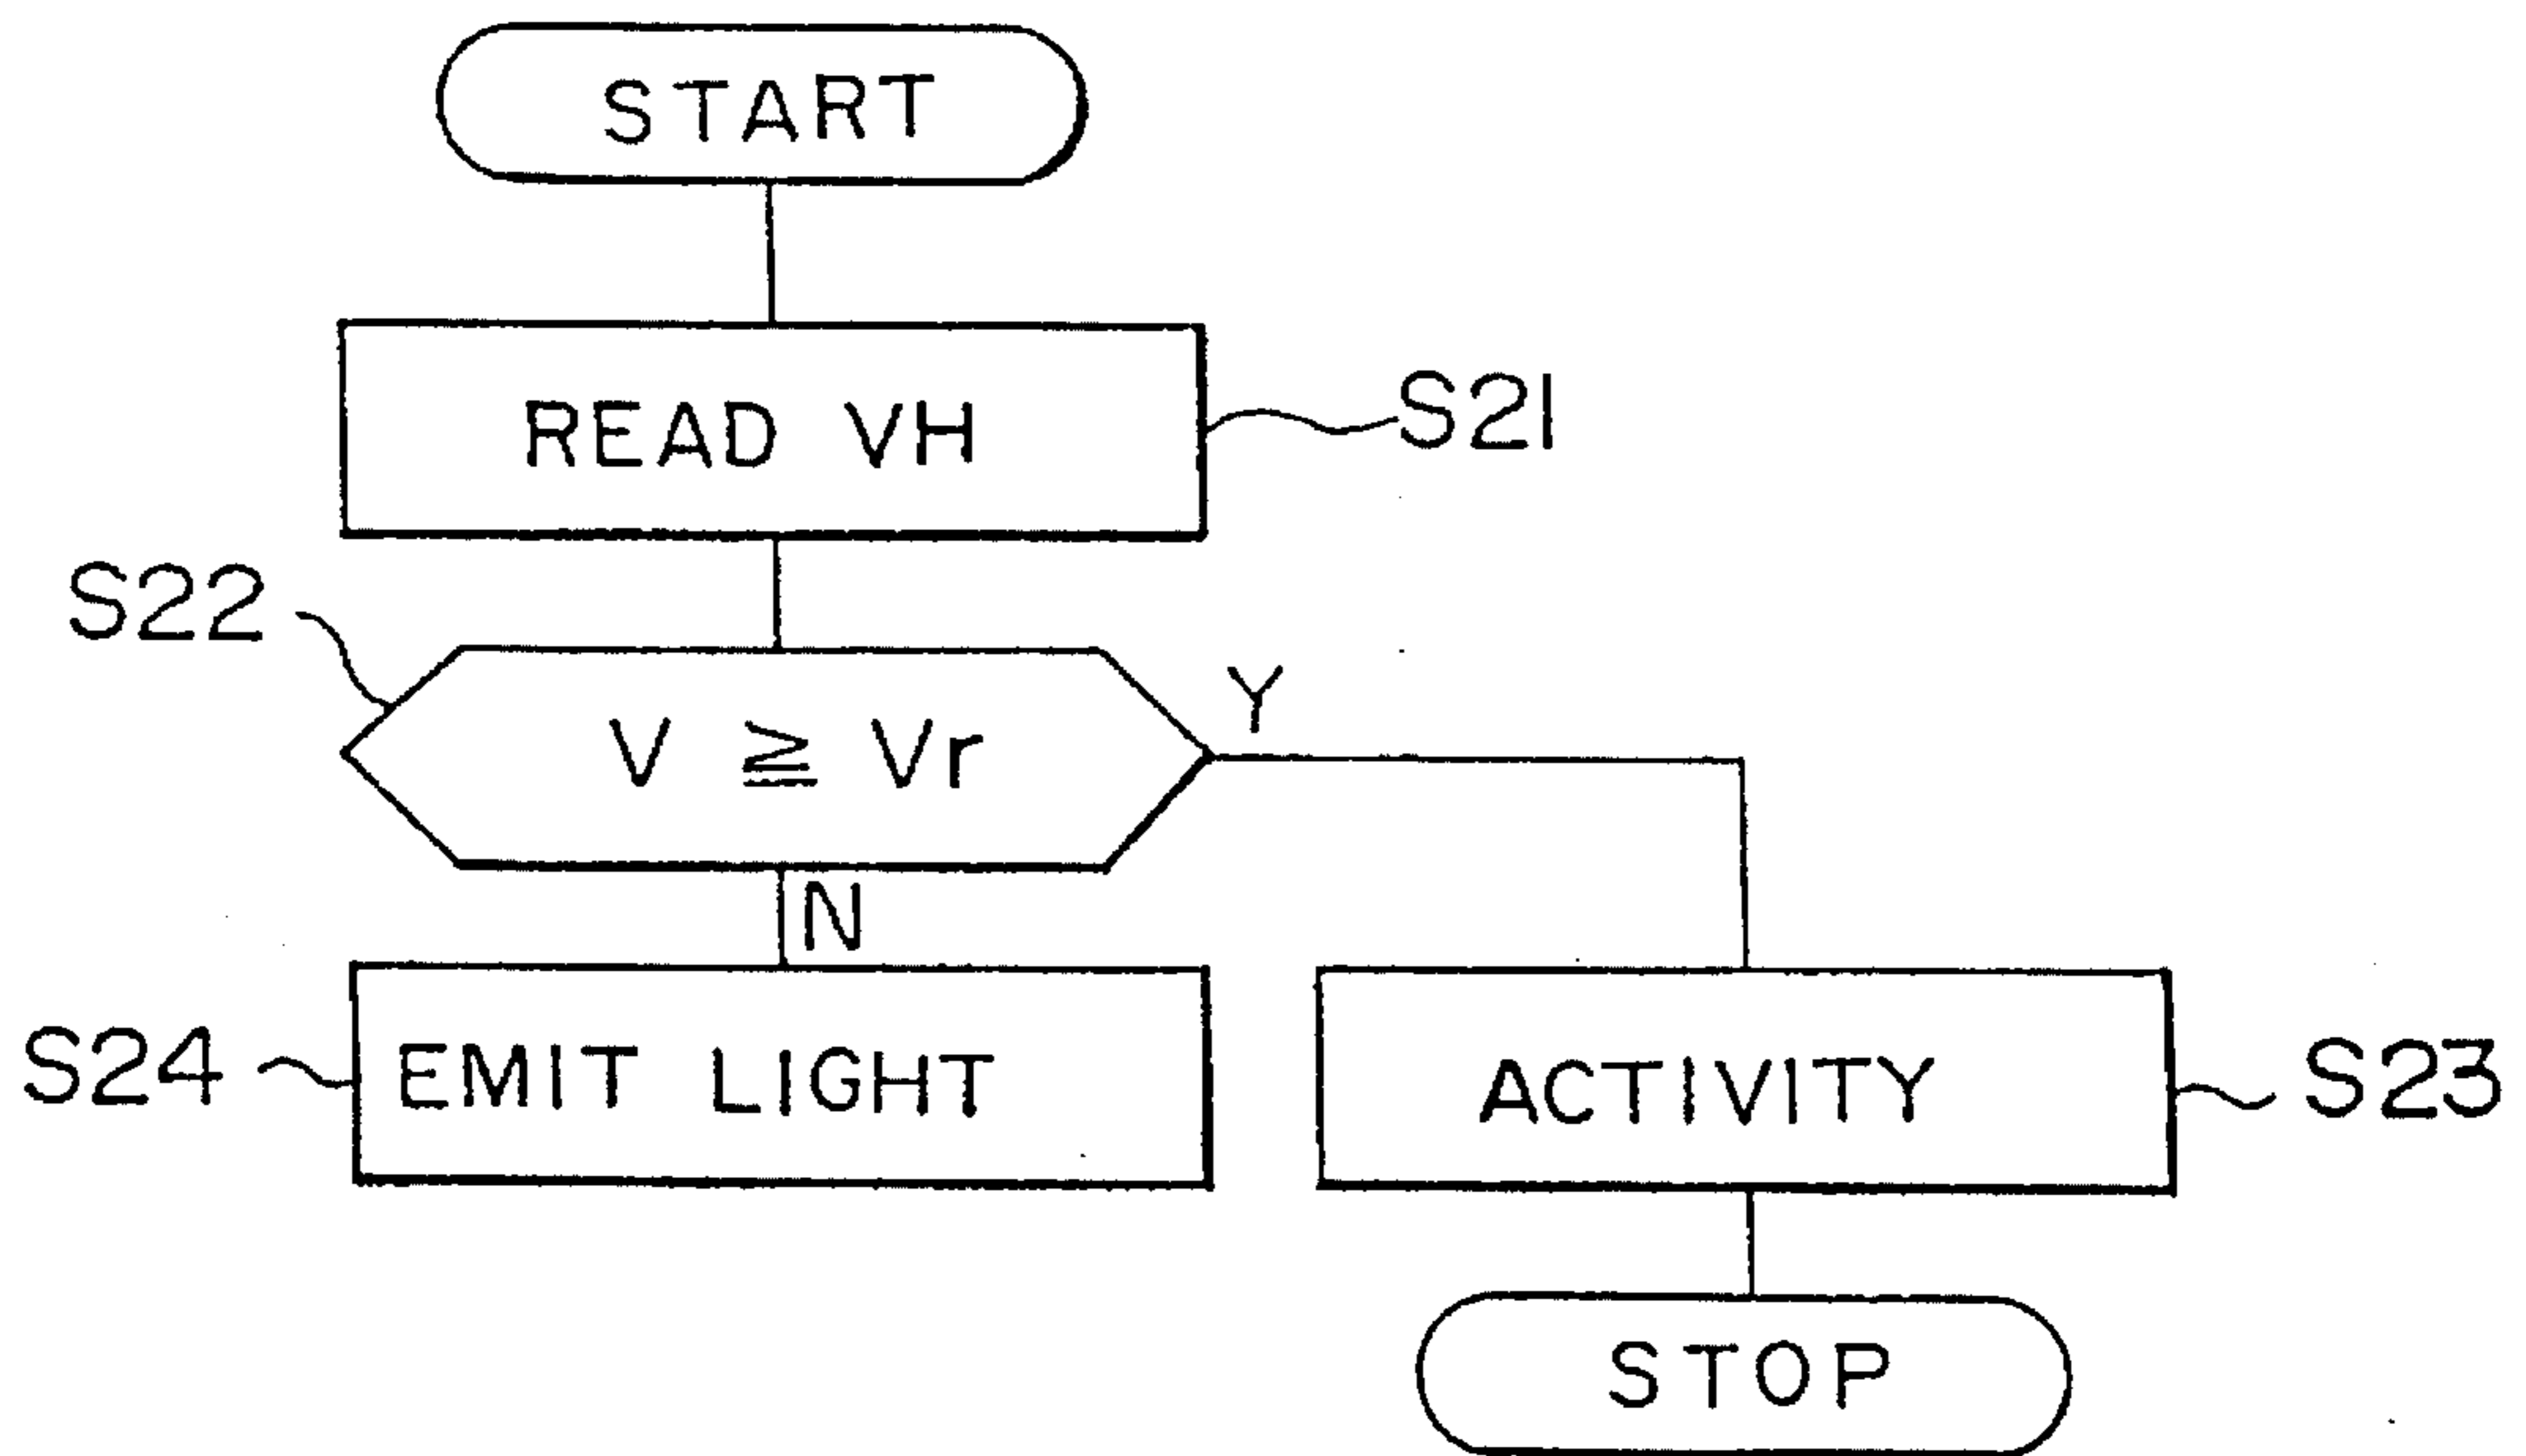 START
READ VH
S21
S22
V ≧ Vr
Y
N
S24
EMIT LIGHT
ACTIVITY
S23
STOP